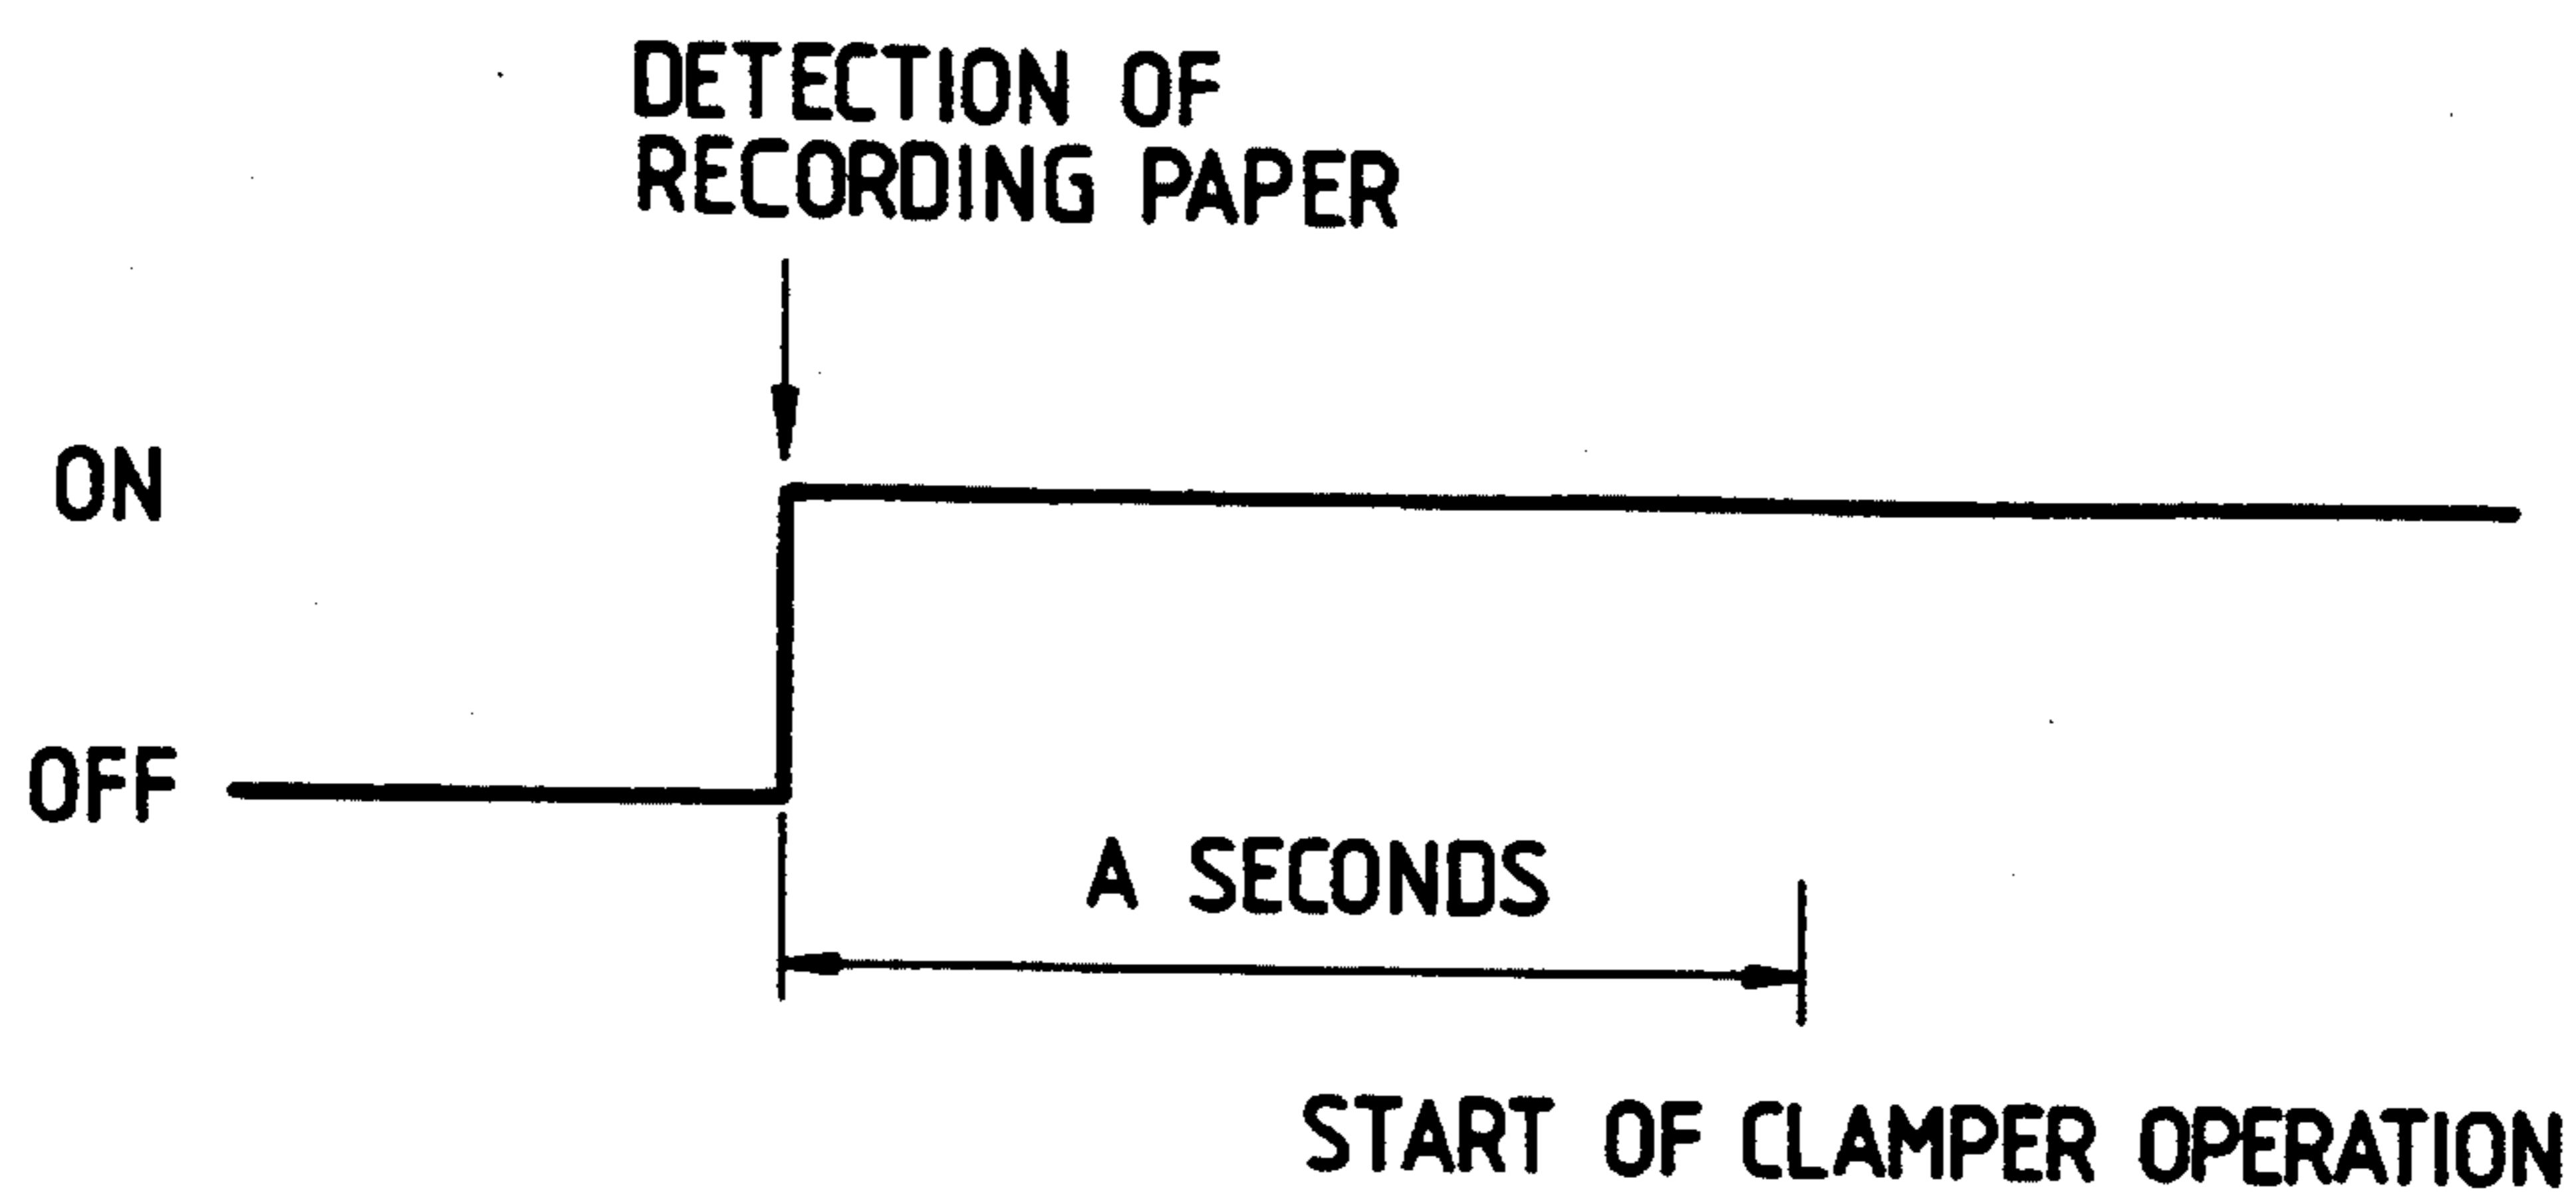 DETECTION OF
RECORDING PAPER
ON
OFF
A SECONDS
START OF CLAMPER OPERATION